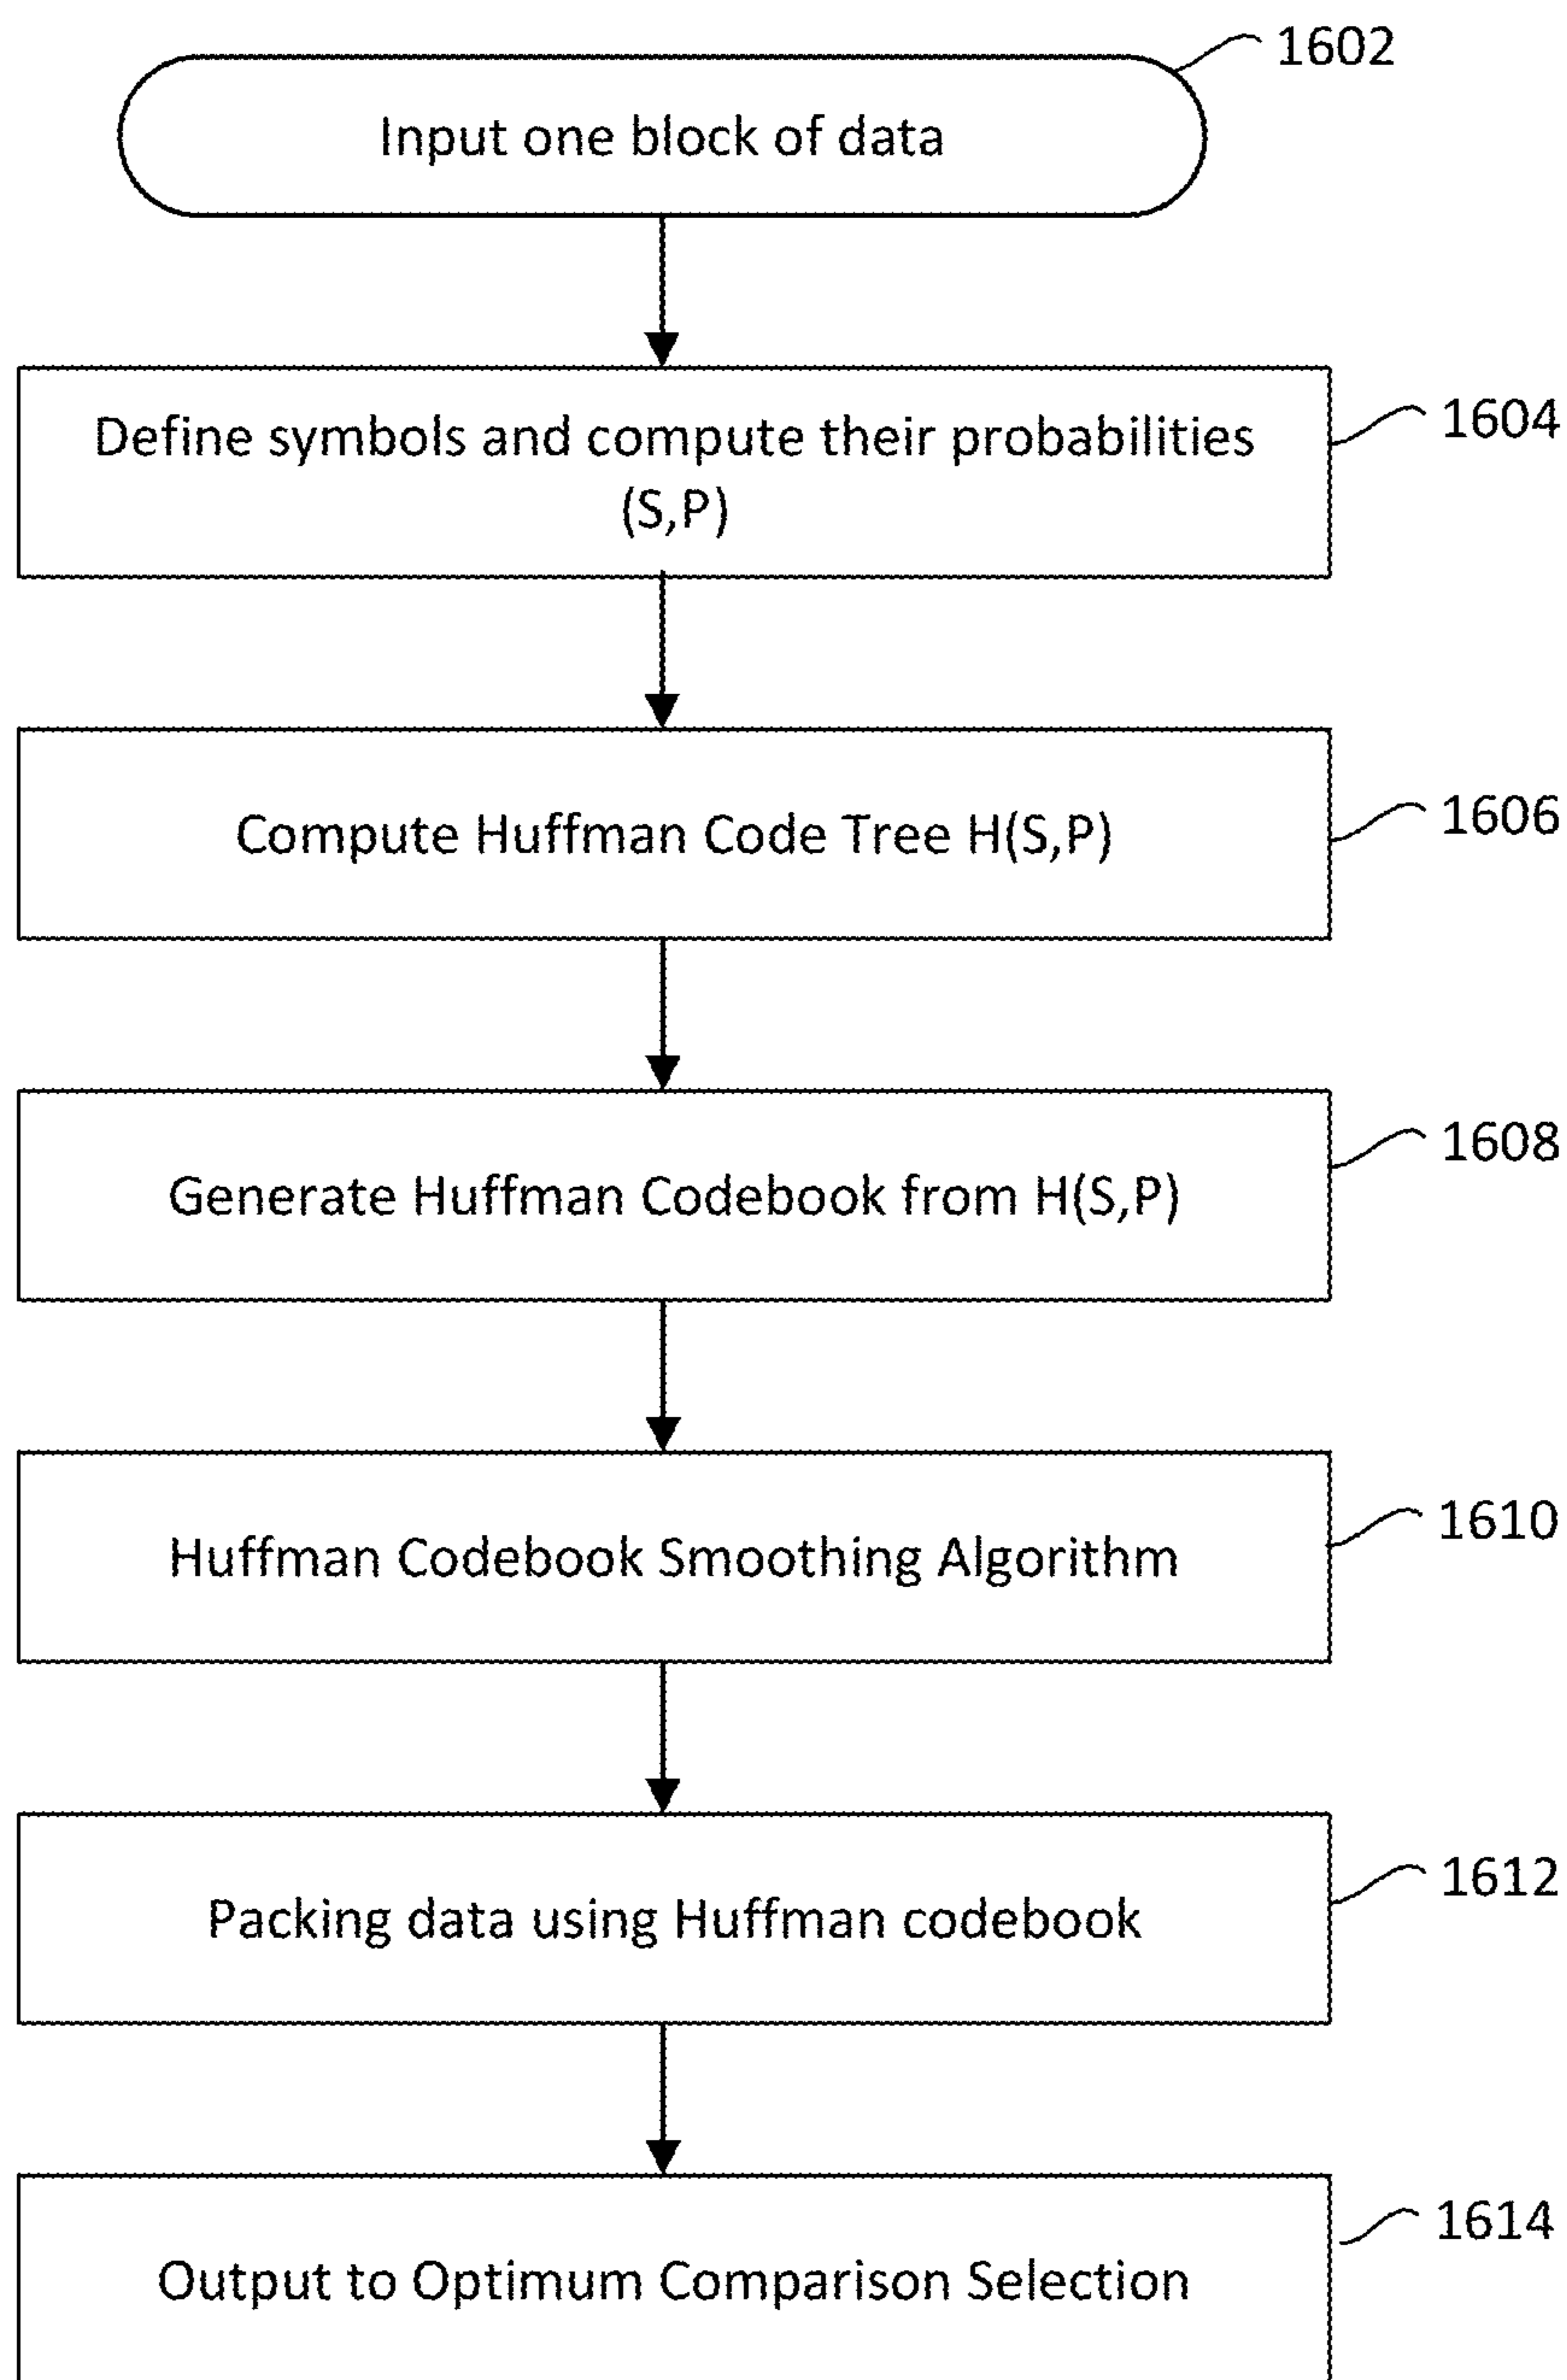 1602
Input one block of data
1604
Define symbols and compute their probabilities
(S,P)
1606
Compute Huffman Code Tree H(S,P)
1608
Generate Huffman Codebook from H(S,P)
1610
Huffman Codebook Smoothing Algorithm
1612
Packing data using Huffman codebook
1614
Output to Optimum Comparison Selection